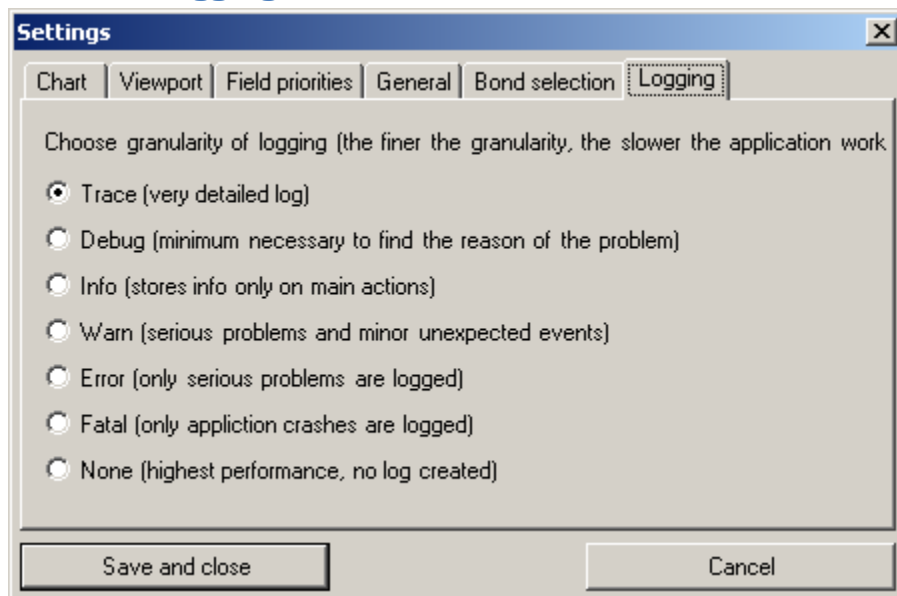 Settings
Chart Viewport Field priorities General Bond selection Logging
Choose granularity of logging (the finer the granularity, the slower the application work
Trace (very detailed log)
Debug (minimum necessary to find the reason of the problem)
Info (stores info only on main actions)
Warn (serious problems and minor unexpected events)
Error (only serious problems are logged)
Fatal (only appliction crashes are logged)
None (highest performance, no log created)
Save and close Cancel